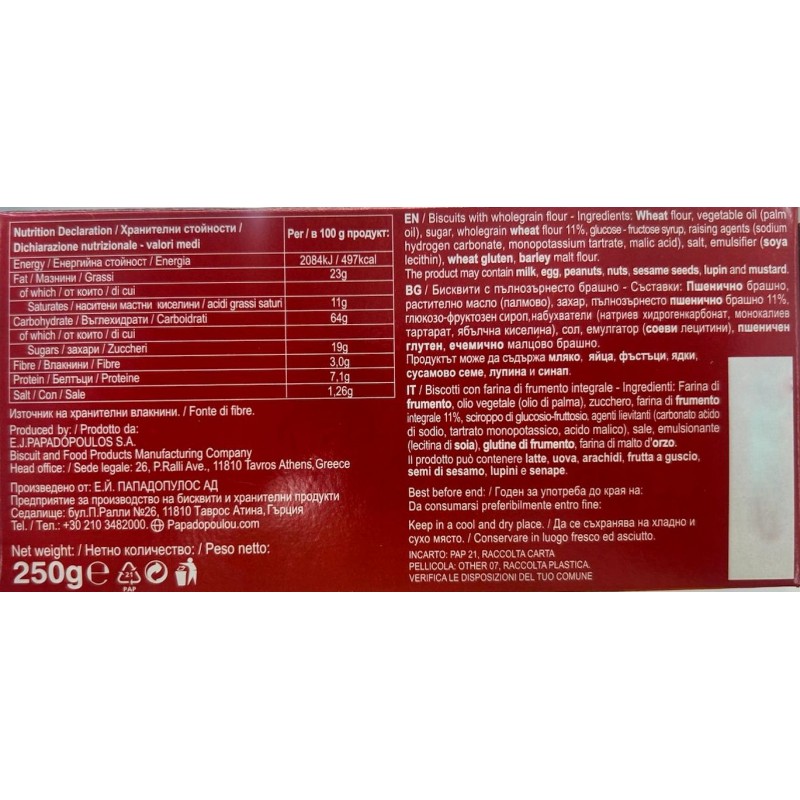 Nutrition Declaration / Хранителни стойности /
Dichiarazione nutrizionale - valori medi
Per / в 100 g продукт:
Energy / Енергийна стойност / Energia 2084kJ / 497kcal
Fat / Мазнини / Grassi 23g
of which / от които / di cui
Saturates / наситени мастни киселини / acidi grassi saturi 11g
Carbohydrate / Въглехидрати / Carboidrati 64g
of which / от които / di cui
Sugars / захари / Zuccheri 19g
Fibre / Влакнини / Fibre 3,0g
Protein / Белтъци / Proteine 7,1g
Salt / Сол / Sale 1,26g
Източник на хранителни влакнини. / Fonte di fibre.
Produced by: / Prodotto da:
E.J.PAPADOPOULOS S.A.
Biscuit and Food Products Manufacturing Company
Head office: / Sede legale: 26, P.Ralli Ave., 11810 Tavros Athens, Greece
Произведено от: Е.Й. ПАПАДОПУЛОС АД
Предприятие за производство на бисквити и хранителни продукти
Седалище: бул.П.Ралли №26, 11810 Таврос Атина, Гърция
Tel. / Тел.: +30 210 3482000. Papadopoulou.com
Net weight: / Нетно количество: / Peso netto:
250g e
21
PAP
EN / Biscuits with wholegrain flour - Ingredients: Wheat flour, vegetable oil (palm
oil), sugar, wholegrain wheat flour 11%, glucose - fructose syrup, raising agents (sodium
hydrogen carbonate, monopotassium tartrate, malic acid), salt, emulsifier (soya
lecithin), wheat gluten, barley malt flour.
The product may contain milk, egg, peanuts, nuts, sesame seeds, lupin and mustard.
BG / Бисквити с пълнозърнесто брашно - Съставки: Пшенично брашно,
растително масло (палмово), захар, пълнозърнесто пшенично брашно 11%,
глюкозо-фруктозен сироп, набухватели (натриев хидрогенкарбонат, монокалиев
тартарат, ябълчна киселина), сол, емулгатор (соеви лецитини), пшеничен
глутен, ечемично малцово брашно.
Продуктът може да съдържа мляко, яйца, фъстъци, ядки,
сусамово семе, лупина и синап.
IT / Biscotti con farina di frumento integrale - Ingredienti: Farina di
frumento, olio vegetale (olio di palma), zucchero, farina di frumento
integrale 11%, sciroppo di glucosio-fruttosio, agenti lievitanti (carbonato acido
di sodio, tartrato monopotassico, acido malico), sale, emulsionante
(lecitina di soia), glutine di frumento, farina di malto d'orzo.
Il prodotto può contenere latte, uova, arachidi, frutta a guscio,
semi di sesamo, lupini e senape.
Best before end: / Годен за употреба до края на:
Da consumarsi preferibilmente entro fine:
Keep in a cool and dry place. / Да се съхранява на хладно и
сухо място. / Conservare in luogo fresco ed asciutto.
INCARTO: PAP 21, RACCOLTA CARTA
PELLICOLA: OTHER 07, RACCOLTA PLASTICA.
VERIFICA LE DISPOSIZIONI DEL TUO COMUNE